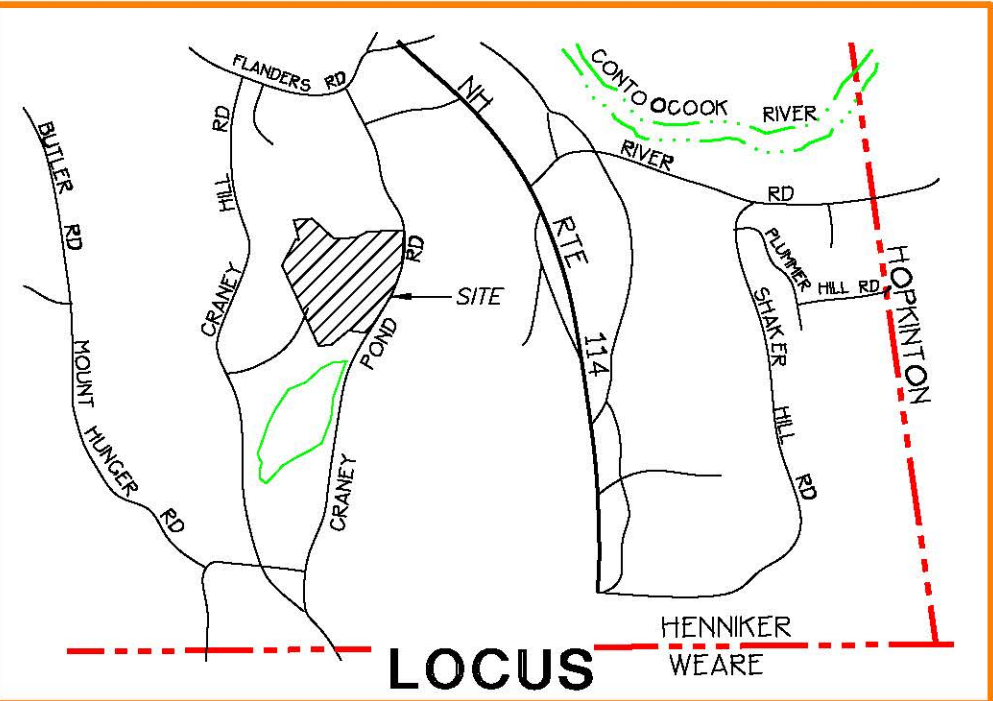 FLANDERS RD
NH RTE 114
CONTOOCOOK RIVER
RIVER RD
BUTLER RD
CRANEY HILL RD
PLUMMER HILL RD
HOPKINTON
SITE
CRANEY POND RD
SHAKER HILL RD
MOUNT HUNGER RD
HENNIKER
WEARE
LOCUS